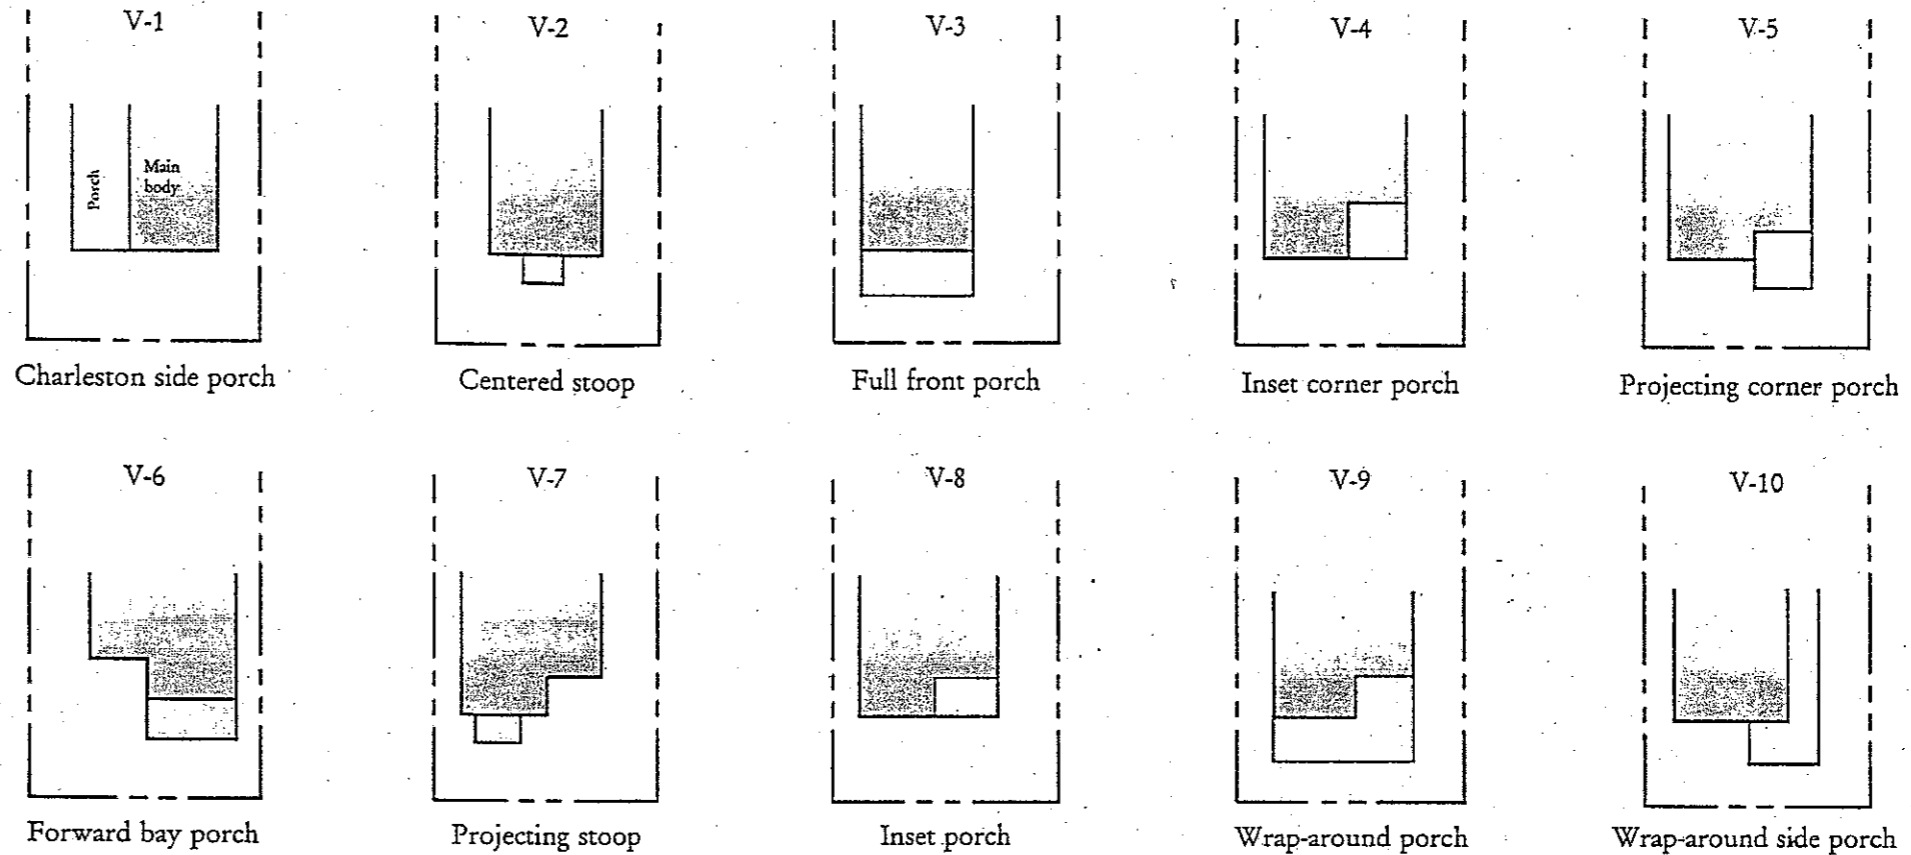 V-1
V-2
V-3
V-4
V-5
Porch
Main
body
Charleston side porch
Centered stoop
Full front porch
Inset corner porch
Projecting corner porch
V-6
V-7
V-8
V-9
V-10
Forward bay porch
Projecting stoop
Inset porch
Wrap-around porch
Wrap-around side porch